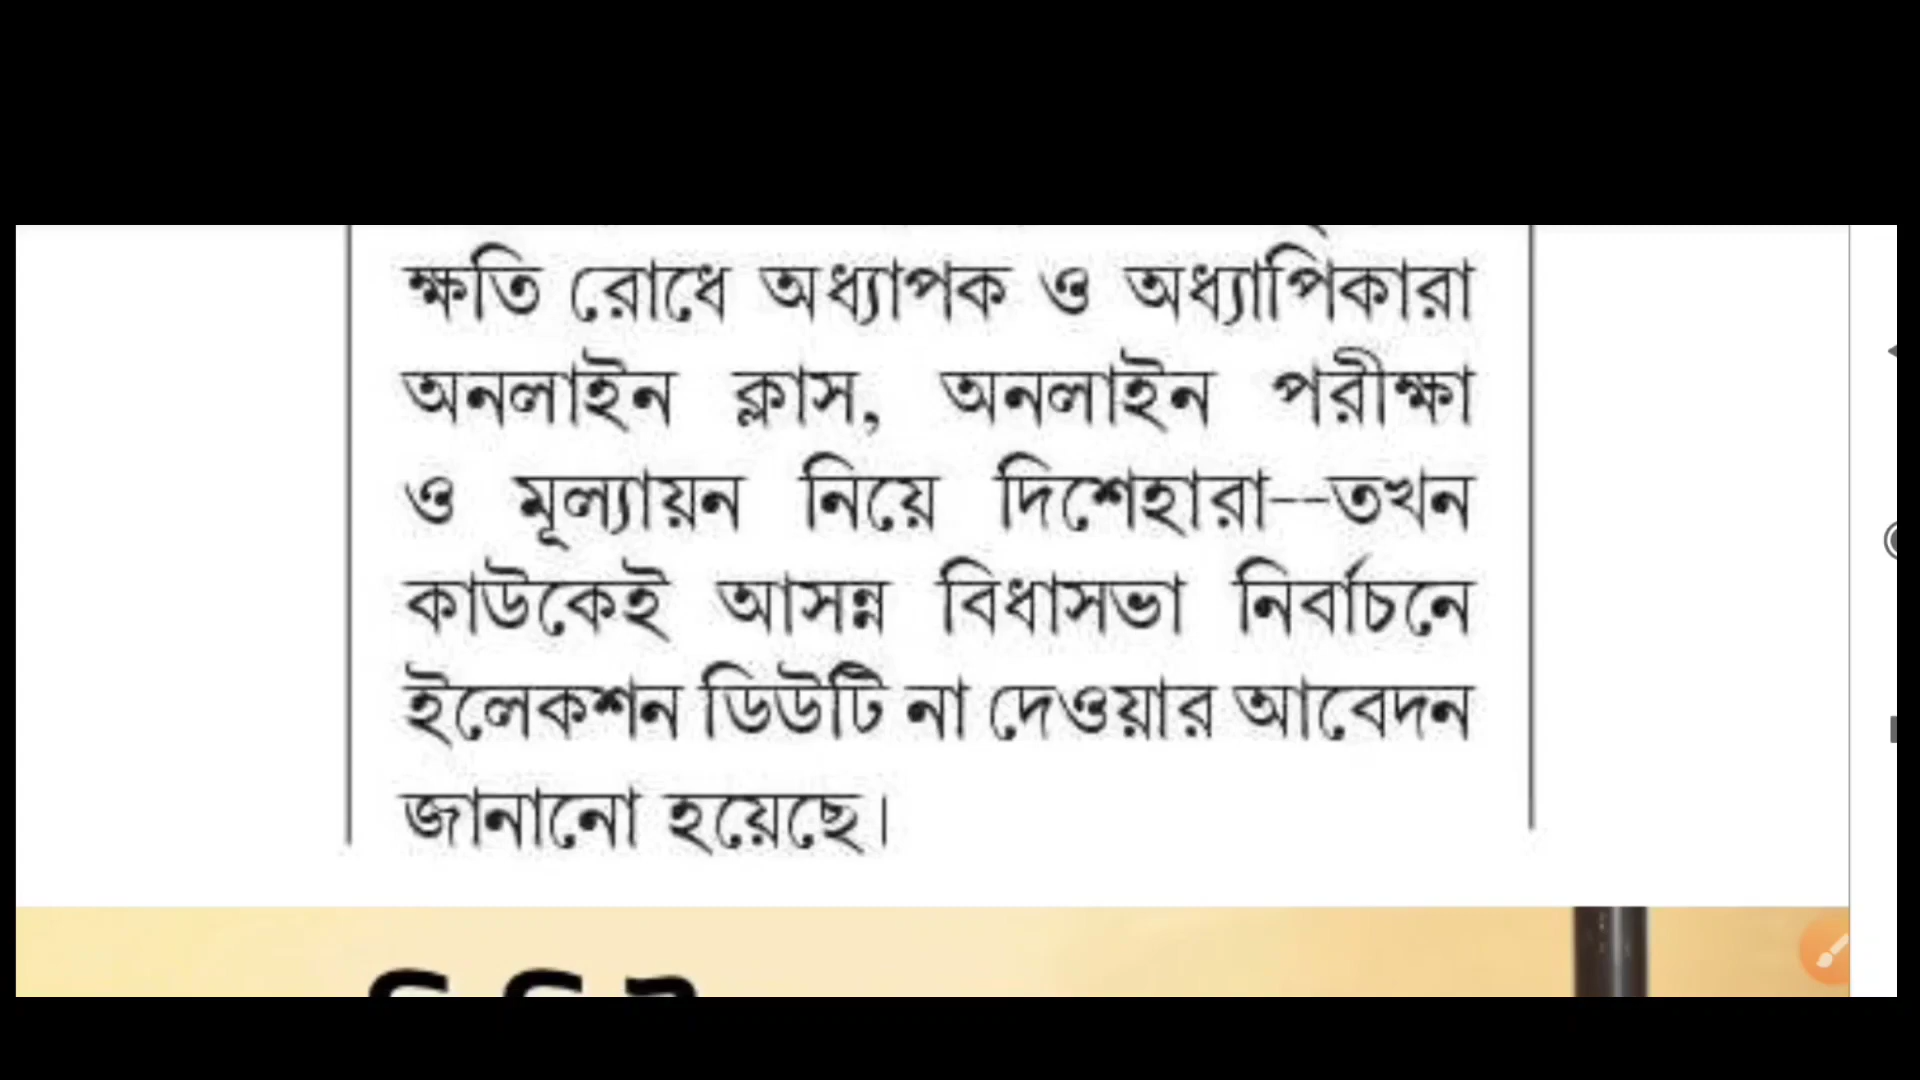 ক্ষতি রোধে অধ্যাপক ও অধ্যাপিকারা
অনলাইন ক্লাস, অনলাইন পরীক্ষা
ও মূল্যায়ন নিয়ে দিশেহারা--তখন
কাউকেই আসন্ন বিধাসভা নির্বাচনে
ইলেকশন ডিউটি না দেওয়ার আবেদন
জানানো হয়েছে।